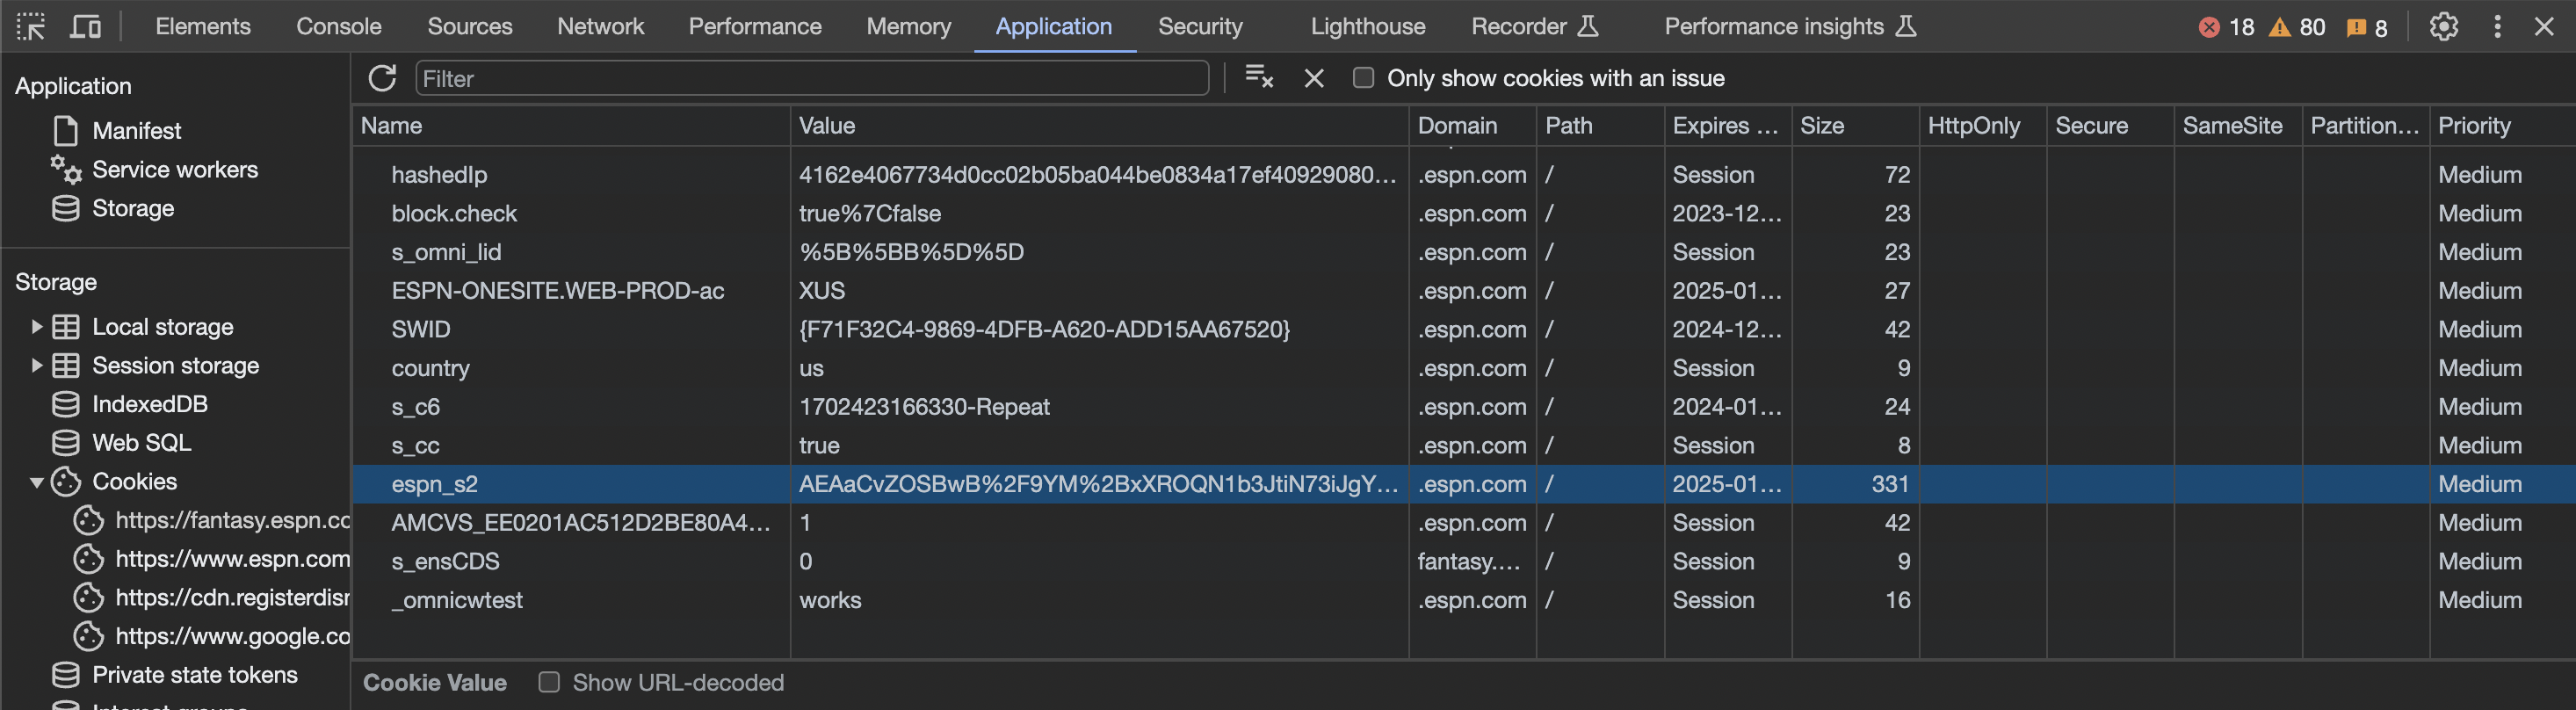 Elements Console Sources Network Performance Memory Application Security Lighthouse Recorder Performance insights 18 80 8
Application
Manifest
Service workers
Storage
Storage
Local storage
Session storage
IndexedDB
Web SQL
Cookies
https://fantasy.espn.co
https://www.espn.com
https://cdn.registerdisn
https://www.google.co
Private state tokens
Filter Only show cookies with an issue
Name Value Domain Path Expires ... Size HttpOnly Secure SameSite Partition... Priority
hashedIp 4162e4067734d0cc02b05ba044be0834a17ef40929080... .espn.com / Session 72 Medium
block.check true%7Cfalse .espn.com / 2023-12... 23 Medium
s_omni_lid %5B%5BB%5D%5D .espn.com / Session 23 Medium
ESPN-ONESITE.WEB-PROD-ac XUS .espn.com / 2025-01... 27 Medium
SWID {F71F32C4-9869-4DFB-A620-ADD15AA67520} .espn.com / 2024-12... 42 Medium
country us .espn.com / Session 9 Medium
s_c6 1702423166330-Repeat .espn.com / 2024-01... 24 Medium
s_cc true .espn.com / Session 8 Medium
espn_s2 AEAaCvZOSBwB%2F9YM%2BxXROQN1b3JtiN73iJgY... .espn.com / 2025-01... 331 Medium
AMCVS_EE0201AC512D2BE80A4... 1 .espn.com / Session 42 Medium
s_ensCDS 0 fantasy.... / Session 9 Medium
_omnicwtest works .espn.com / Session 16 Medium
Cookie Value Show URL-decoded